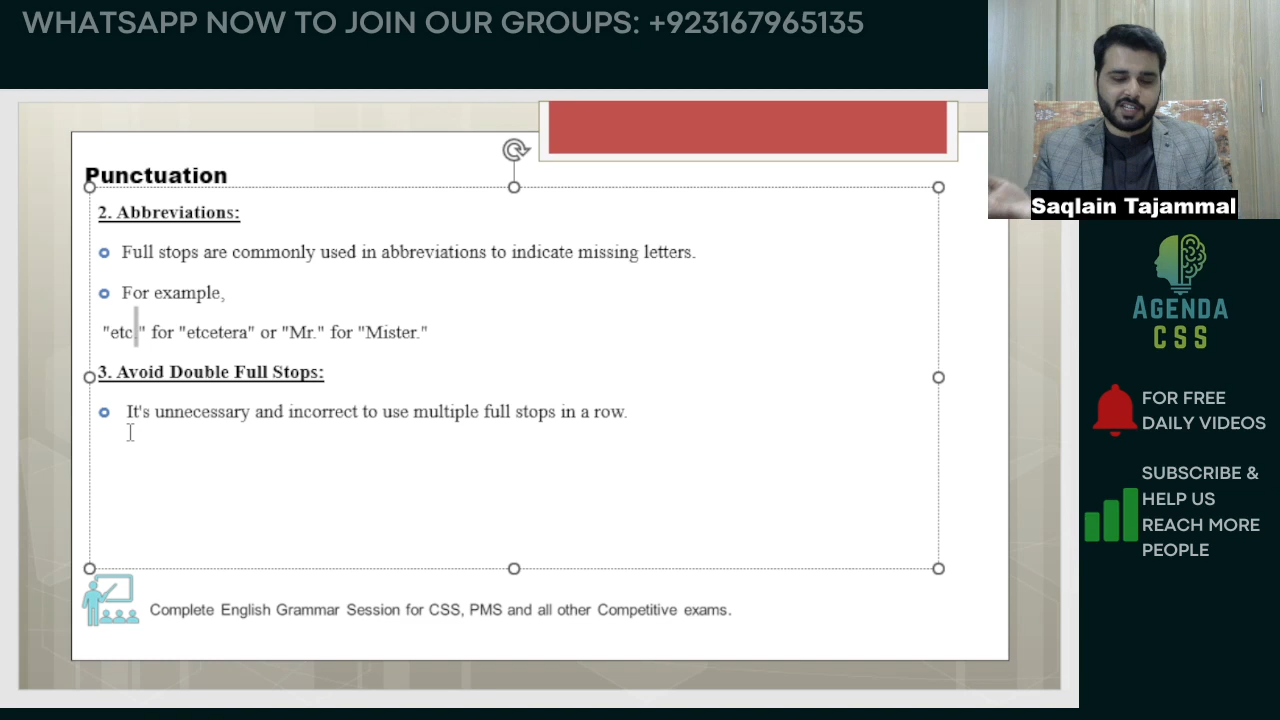 WHATSAPP NOW TO JOIN OUR GROUPS: +923167965135
Punctuation
2. Abbreviations:
Full stops are commonly used in abbreviations to indicate missing letters.
For example,
"etc." for "etcetera" or "Mr." for "Mister."
3. Avoid Double Full Stops:
It's unnecessary and incorrect to use multiple full stops in a row.
Complete English Grammar Session for CSS, PMS and all other Competitive exams.
Saqlain Tajammal
AGENDA
CSS
FOR FREE
DAILY VIDEOS
SUBSCRIBE &
HELP US
REACH MORE
PEOPLE